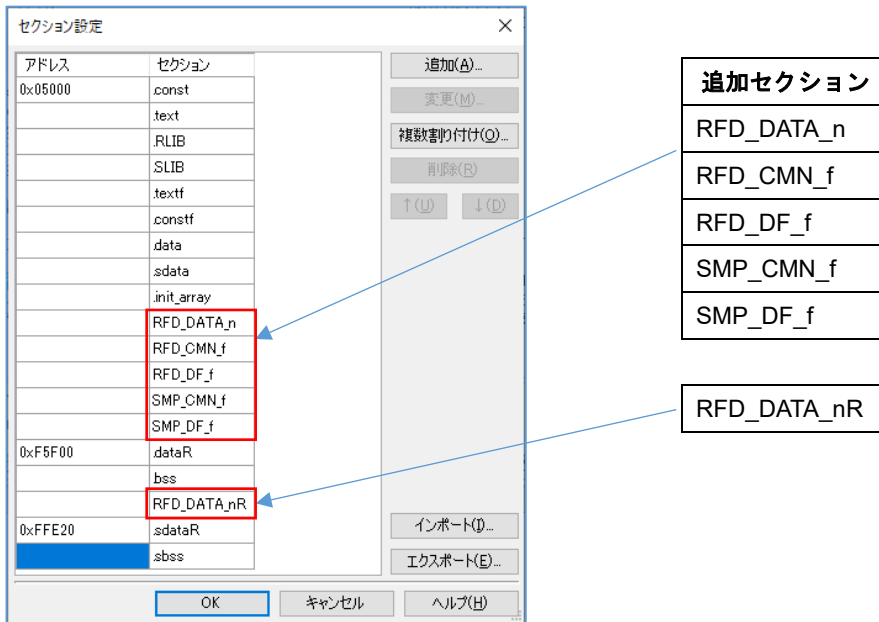 セクション設定
アドレス セクション
0x05000 .const
.text
.RLIB
.SLIB
.textf
.constf
.data
.sdata
.init_array
RFD_DATA_n
RFD_CMN_f
RFD_DF_f
SMP_CMN_f
SMP_DF_f
0xF5F00 .dataR
.bss
RFD_DATA_nR
0xFFE20 .sdataR
.sbss
追加(A)...
変更(M)...
複数割り付け(O)...
削除(R)
↑(U) ↓(D)
インポート(I)...
エクスポート(E)...
OK キャンセル ヘルプ(H)
追加セクション
RFD_DATA_n
RFD_CMN_f
RFD_DF_f
SMP_CMN_f
SMP_DF_f
RFD_DATA_nR